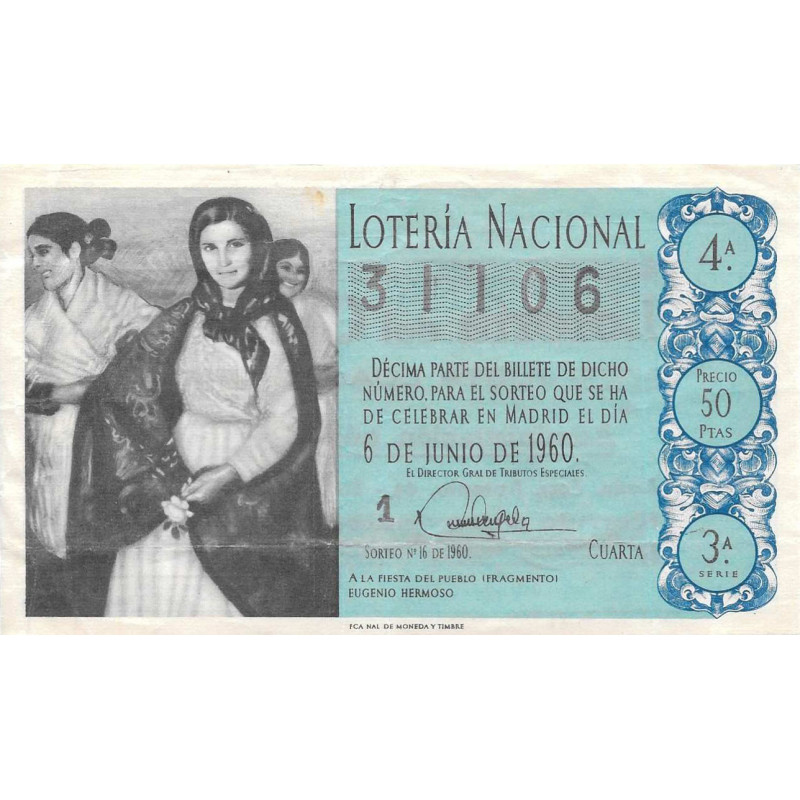 LOTERÍA NACIONAL
31106
DÉCIMA PARTE DEL BILLETE DE DICHO
NÚMERO, PARA EL SORTEO QUE SE HA
DE CELEBRAR EN MADRID EL DÍA
6 DE JUNIO DE 1960.
EL DIRECTOR GRAL DE TRIBUTOS ESPECIALES.
1
SORTEO Nº 16 DE 1960.
CUARTA
A LA FIESTA DEL PUEBLO (FRAGMENTO)
EUGENIO HERMOSO
FCA NAL DE MONEDA Y TIMBRE
4.ª
PRECIO
50
PTAS
3.ª
SERIE